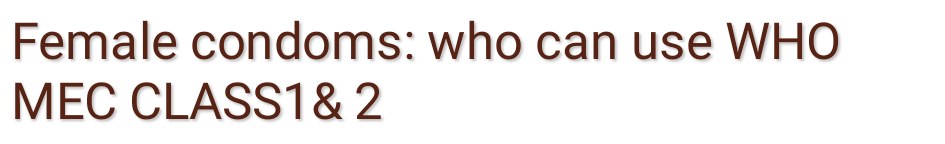 Female condoms: who can use WHO
MEC CLASS1& 2